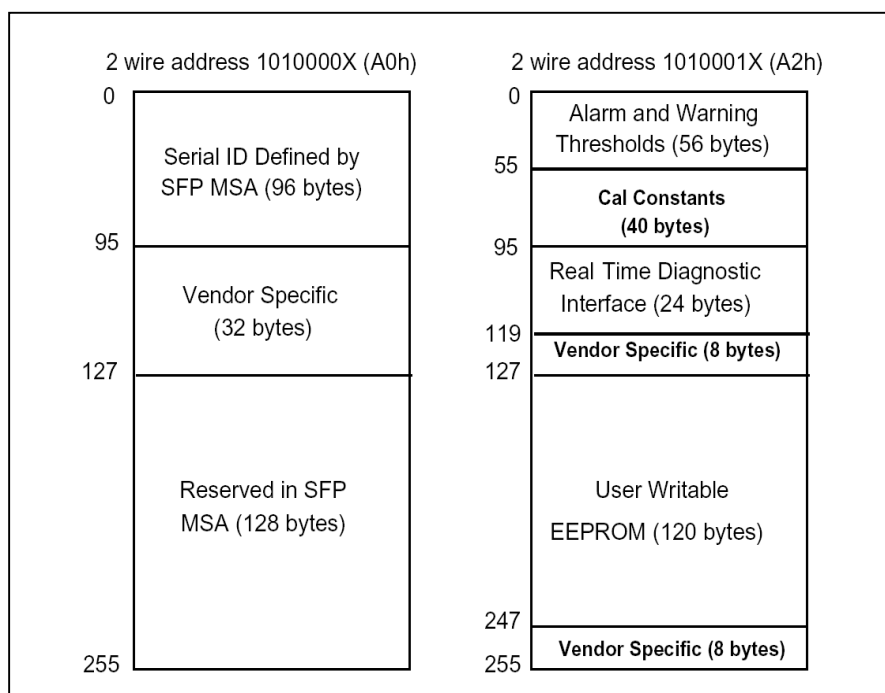 2 wire address 1010000X (A0h)
0
Serial ID Defined by
SFP MSA (96 bytes)
95
Vendor Specific
(32 bytes)
127
Reserved in SFP
MSA (128 bytes)
255
2 wire address 1010001X (A2h)
0
Alarm and Warning
Thresholds (56 bytes)
55
Cal Constants
(40 bytes)
95
Real Time Diagnostic
Interface (24 bytes)
119
Vendor Specific (8 bytes)
127
User Writable
EEPROM (120 bytes)
247
Vendor Specific (8 bytes)
255